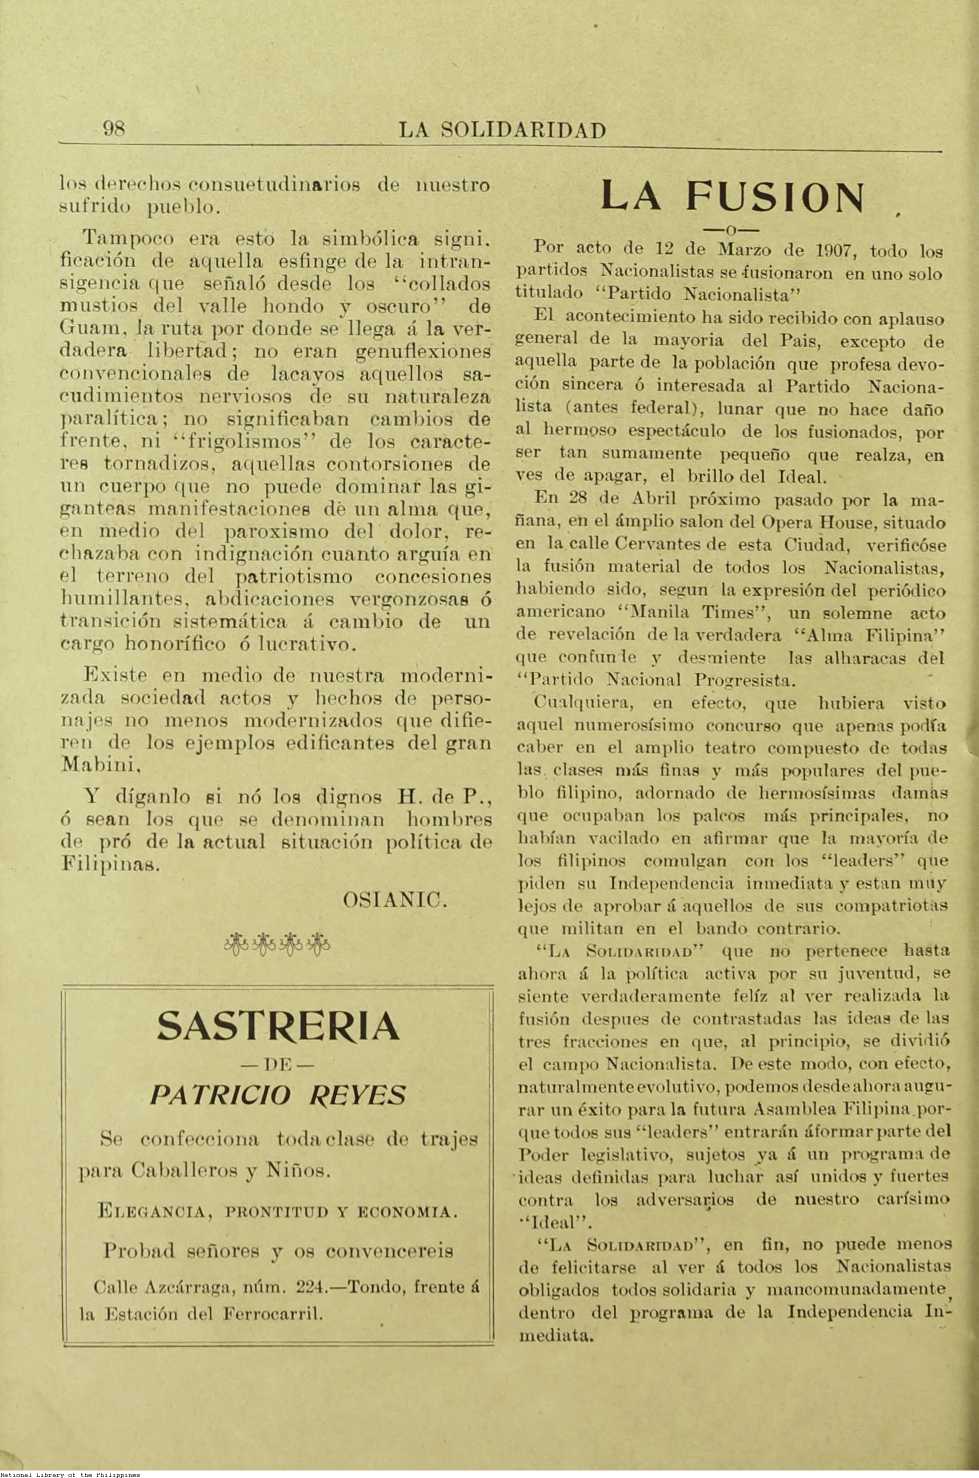 98
LA SOLIDARIDAD
los derechos consuetudinarios de nuestro
sufrido pueblo.
Tampoco era esto la simbólica signi.
ficación de aquella esfinge de la intran-
sigencia que señaló desde los "collados
mustios del valle hondo y oscuro" de
Guam, la ruta por donde se llega á la ver-
dadera libertad; no eran genuflexiones
convencionales de lacayos aquellos sa-
cudimientos nerviosos de su naturaleza
paralítica; no significaban cambios de
frente, ni "frigolismos" de los caracte-
res tornadizos, aquellas contorsiones de
un cuerpo que no puede dominar las gi-
ganteas manifestaciones de un alma que,
en medio del paroxismo del dolor, re-
chazaba con indignación cuanto arguía en
el terreno del patriotismo concesiones
humillantes, abdicaciones vergonzosas ó
transición sistemática á cambio de un
cargo honorífico ó lucrativo.
Existe en medio de nuestra moderni-
zada sociedad actos y hechos de perso-
najes no menos modernizados que difie-
ren de los ejemplos edificantes del gran
Mabini,
Y díganlo si nó los dignos H. de P.,
ó sean los que se denominan hombres
de pró de la actual situación política de
Filipinas.
OSIANIC.
SASTRERIA
— DE —
PATRICIO REYES
Se confecciona toda clase de trajes
para Caballeros y Niños.
ELEGANCIA, PRONTITUD Y ECONOMIA.
Probad señores y os convencereis
Calle Azcárraga, núm. 224.—Tondo, frente á
la Estación del Ferrocarril.
LA FUSION
—o—
Por acto de 12 de Marzo de 1907, todo los
partidos Nacionalistas se fusionaron en uno solo
titulado "Partido Nacionalista"
El acontecimiento ha sido recibido con aplauso
general de la mayoria del Pais, excepto de
aquella parte de la población que profesa devo-
ción sincera ó interesada al Partido Naciona-
lista (antes federal), lunar que no hace daño
al hermoso espectáculo de los fusionados, por
ser tan sumamente pequeño que realza, en
ves de apagar, el brillo del Ideal.
En 28 de Abril próximo pasado por la ma-
ñana, en el ámplio salon del Opera House, situado
en la calle Cervantes de esta Ciudad, verificóse
la fusión material de todos los Nacionalistas,
habiendo sido, segun la expresión del periódico
americano "Manila Times", un solemne acto
de revelación de la verdadera "Alma Filipina"
que confunde y desmiente las alharacas del
"Partido Nacional Progresista.
Cualquiera, en efecto, que hubiera visto
aquel numerosísimo concurso que apenas podía
caber en el amplio teatro compuesto de todas
las clases más finas y más populares del pue-
blo filipino, adornado de hermosísimas damas
que ocupaban los palcos más principales, no
habían vacilado en afirmar que la mayoría de
los filipinos comulgan con los "leaders" que
piden su Independencia inmediata y estan muy
lejos de aprobar á aquellos de sus compatriotas
que militan en el bando contrario.
"LA SOLIDARIDAD" que no pertenece hasta
ahora á la política activa por su juventud, se
siente verdaderamente felíz al ver realizada la
fusión despues de contrastadas las ideas de las
tres fracciones en que, al principio, se dividió
el campo Nacionalista. De este modo, con efecto,
naturalmente evolutivo, podemos desde ahora augu-
rar un éxito para la futura Asamblea Filipina por-
que todos sus "leaders" entrarán á formar parte del
Poder legislativo, sujetos ya á un programa de
ideas definidas para luchar así unidos y fuertes
contra los adversarios de nuestro carísimo
"Ideal".
"LA SOLIDARIDAD", en fin, no puede menos
de felicitarse al ver á todos los Nacionalistas
obligados todos solidaria y mancomunadamente,
dentro del programa de la Independencia In-
mediata.
National Library of the Philippines